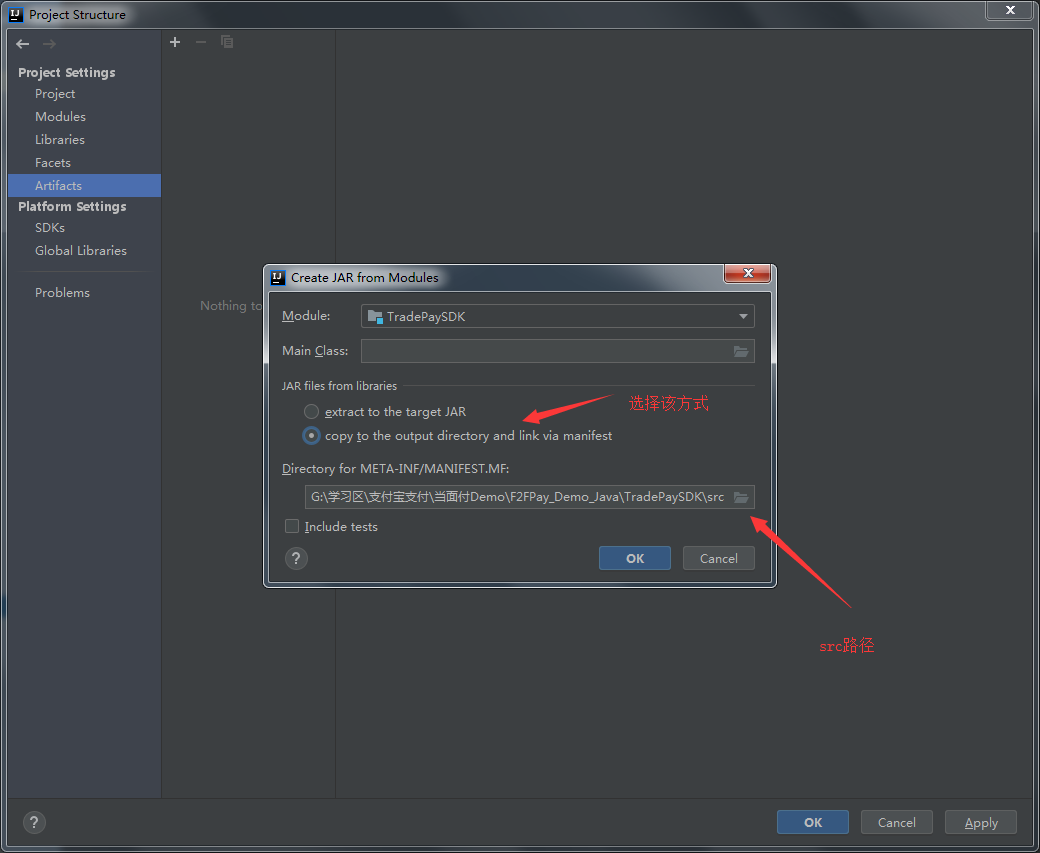 Project Structure
Project Settings
Project
Modules
Libraries
Facets
Artifacts
Platform Settings
SDKs
Global Libraries
Problems
Nothing to
Create JAR from Modules
Module:
TradePaySDK
Main Class:
JAR files from libraries
extract to the target JAR
选择该方式
copy to the output directory and link via manifest
Directory for META-INF/MANIFEST.MF:
G:\学习区\支付宝支付\当面付Demo\F2FPay_Demo_Java\TradePaySDK\src
Include tests
?
OK
Cancel
src路径
?
OK
Cancel
Apply